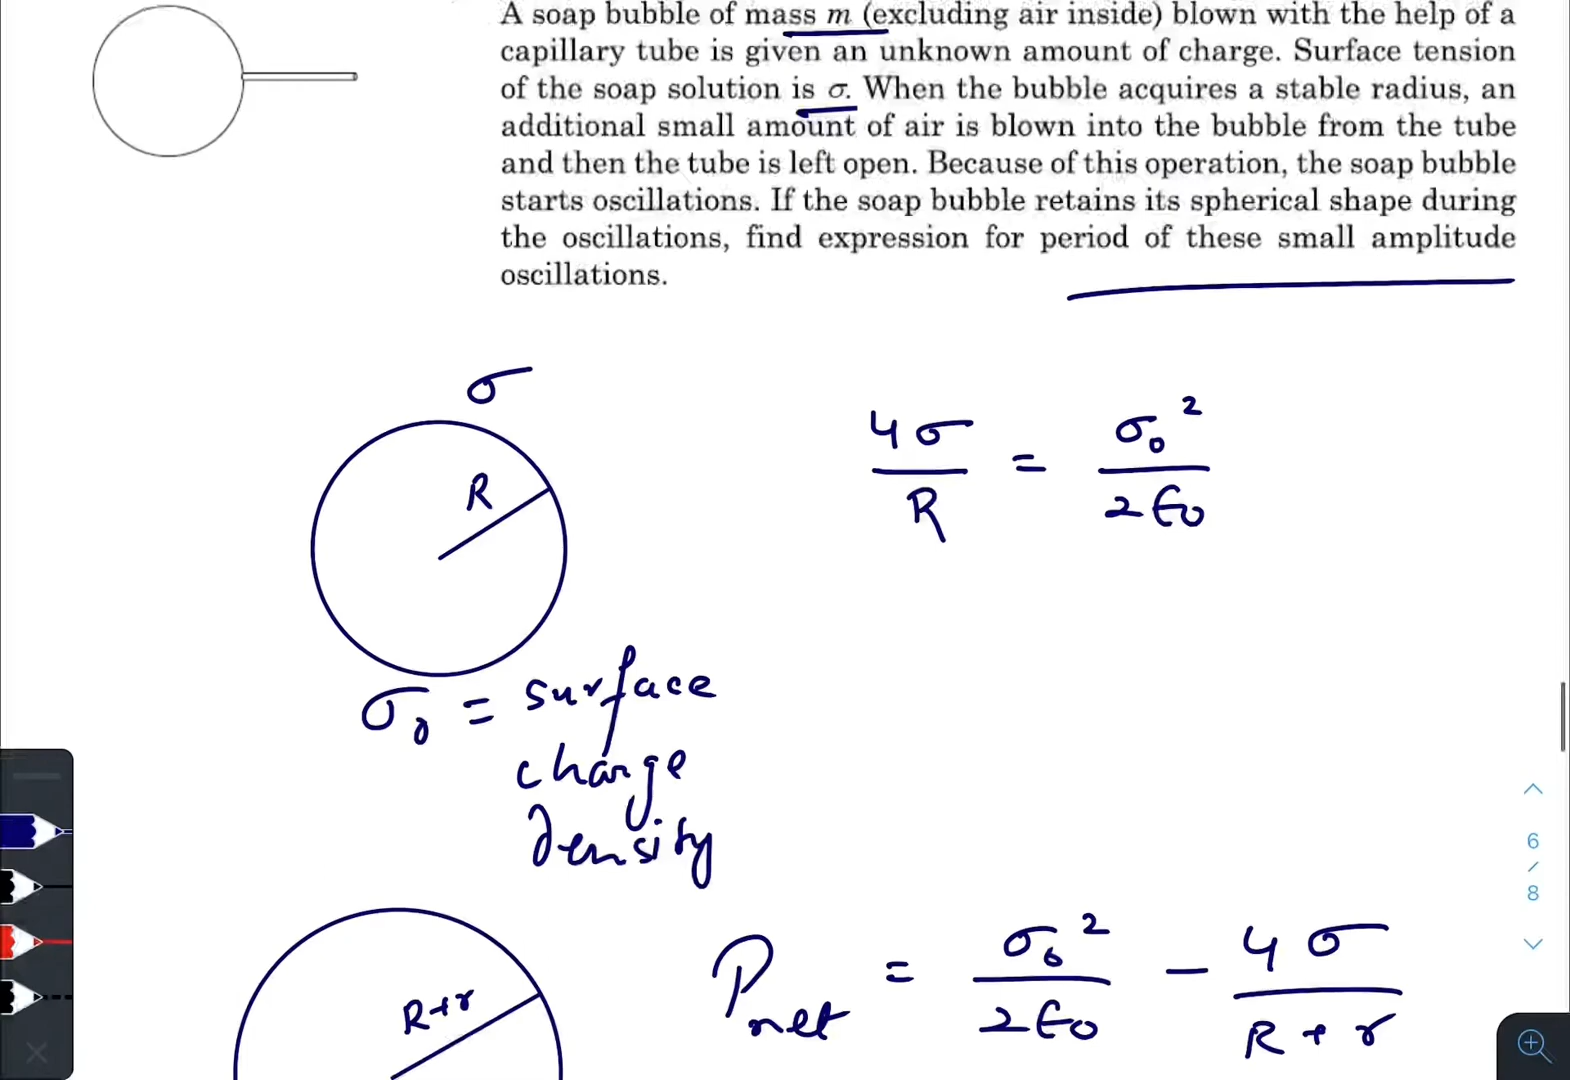 A soap bubble of mass m (excluding air inside) blown with the help of a
capillary tube is given an unknown amount of charge. Surface tension
of the soap solution is σ. When the bubble acquires a stable radius, an
additional small amount of air is blown into the bubble from the tube
and then the tube is left open. Because of this operation, the soap bubble
starts oscillations. If the soap bubble retains its spherical shape during
the oscillations, find expression for period of these small amplitude
oscillations.
σ
R
4σ/R = σ₀²/2ϵ₀
σ₀ = surface
charge
density
R+r
P_net = σ₀²/2ϵ₀ − 4σ/R+r
6
/
8